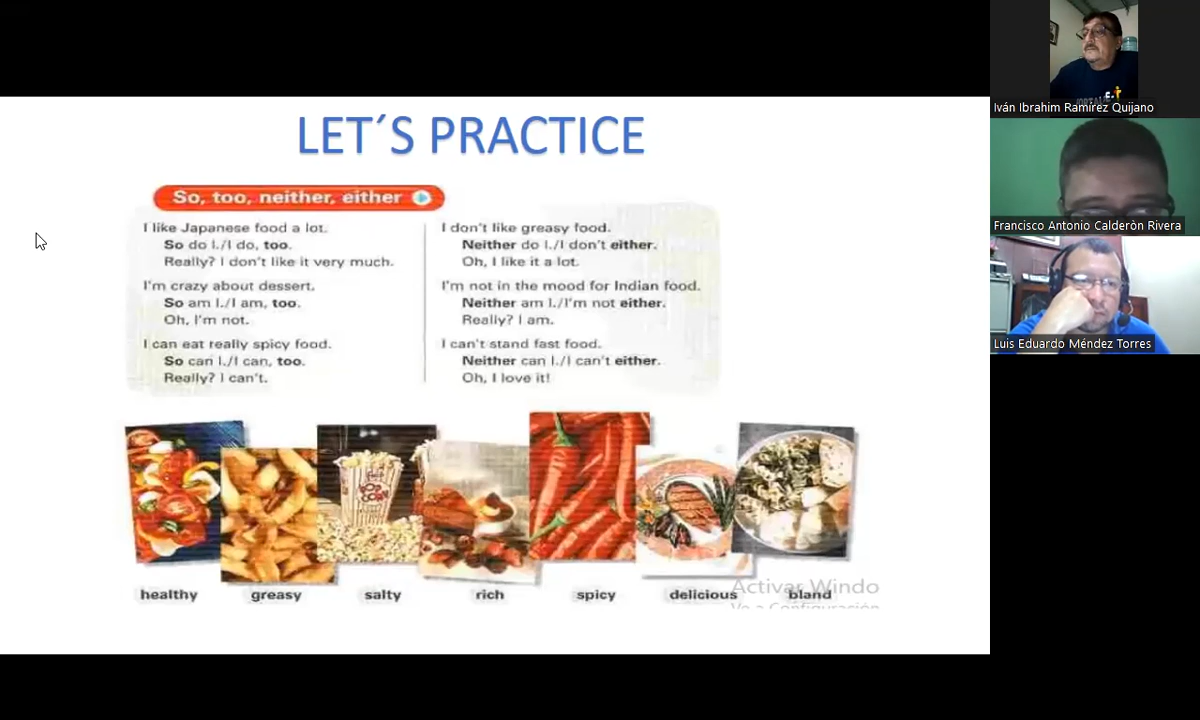 LET´S PRACTICE
So, too, neither, either
I like Japanese food a lot.
So do I./I do, too.
Really? I don't like it very much.
I'm crazy about dessert.
So am I./I am, too.
Oh, I'm not.
I can eat really spicy food.
So can I./I can, too.
Really? I can't.
I don't like greasy food.
Neither do I./I don't either.
Oh, I like it a lot.
I'm not in the mood for Indian food.
Neither am I./I'm not either.
Really? I am.
I can't stand fast food.
Neither can I./I can't either.
Oh, I love it!
POP CORN
healthy greasy salty rich spicy delicious bland
Activar Windo
Ve a Configuración
Iván Ibrahim Ramírez Quijano
Francisco Antonio Calderòn Rivera
Luis Eduardo Méndez Torres